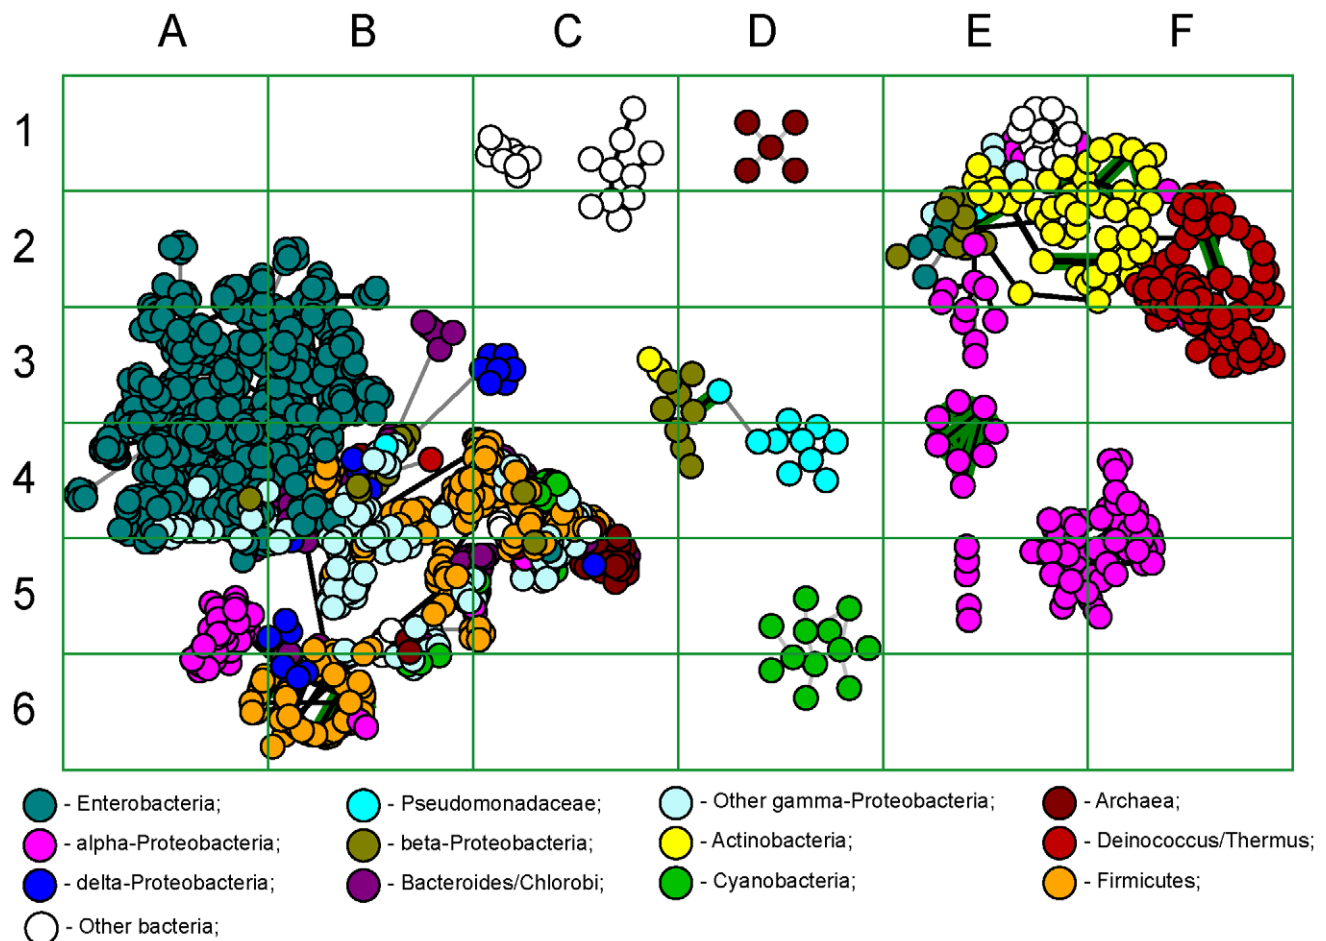 A B C D E F
1
2
3
4
5
6
- Enterobacteria; - Pseudomonadaceae; - Other gamma-Proteobacteria; - Archaea;
- alpha-Proteobacteria; - beta-Proteobacteria; - Actinobacteria; - Deinococcus/Thermus;
- delta-Proteobacteria; - Bacteroides/Chlorobi; - Cyanobacteria; - Firmicutes;
- Other bacteria;